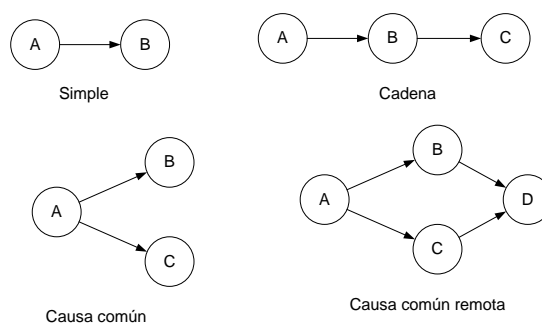 A B
Simple
A B C
Cadena
A B C
Causa común
A B C D
Causa común remota